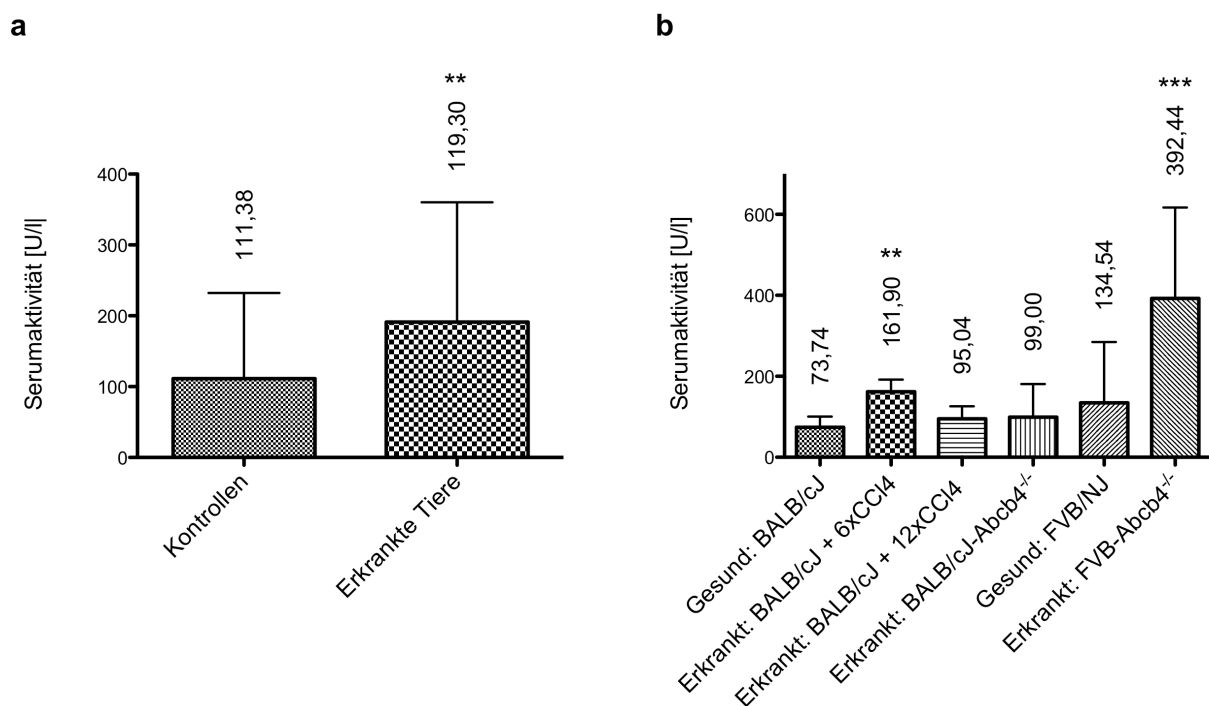 a
Serumaktivität [U/l]
400
300
200
100
0
111,38
**
119,30
Kontrollen
Erkrankte Tiere
b
Serumaktivität [U/l]
600
400
200
0
73,74
**
161,90
95,04
99,00
134,54
***
392,44
Gesund: BALB/cJ
Erkrankt: BALB/cJ + 6xCCl4
Erkrankt: BALB/cJ + 12xCCl4
Erkrankt: BALB/cJ-Abcb4⁻/⁻
Gesund: FVB/NJ
Erkrankt: FVB-Abcb4⁻/⁻